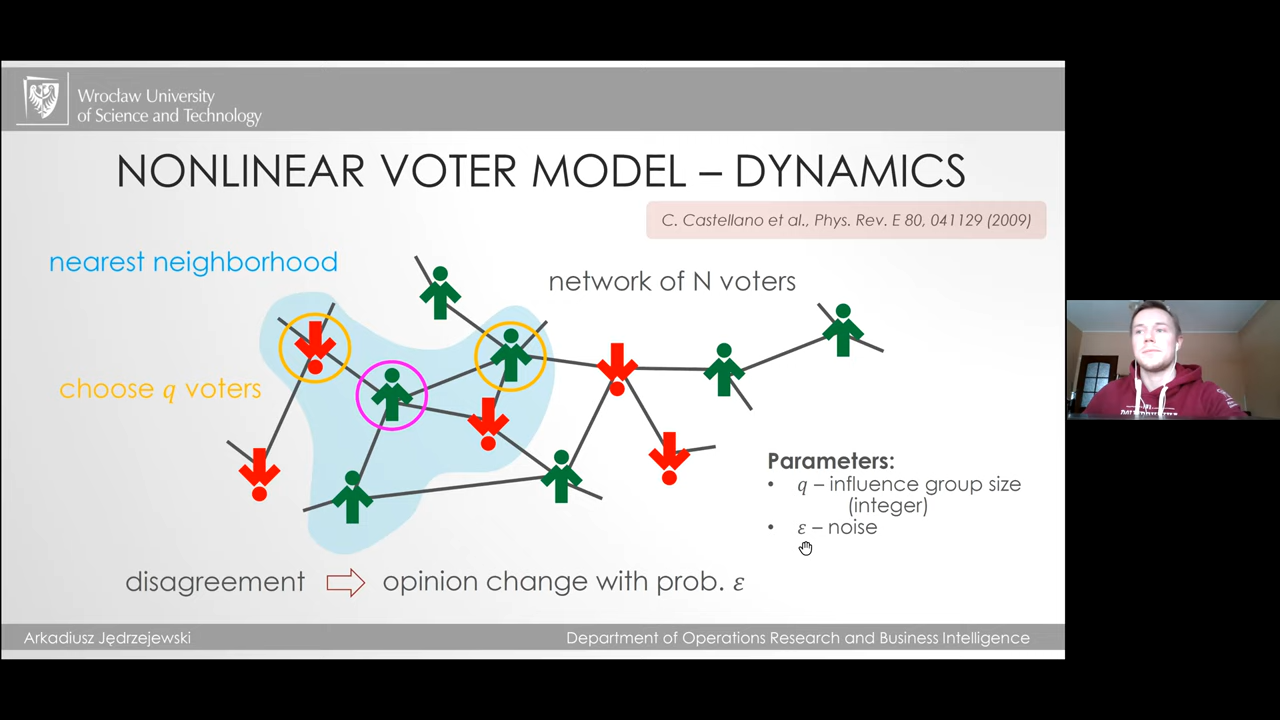 Wrocław University
of Science and Technology
NONLINEAR VOTER MODEL – DYNAMICS
C. Castellano et al., Phys. Rev. E 80, 041129 (2009)
nearest neighborhood
network of N voters
choose q voters
Parameters:
• q – influence group size
(integer)
• ε – noise
disagreement ⇨ opinion change with prob. ε
Arkadiusz Jędrzejewski
Department of Operations Research and Business Intelligence